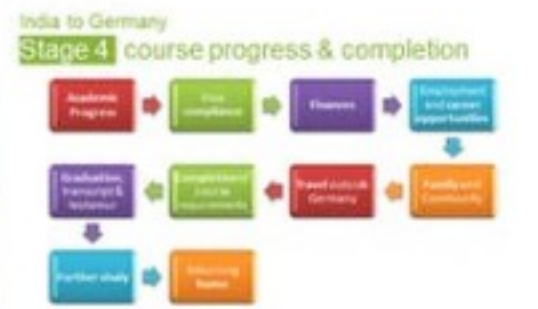 India to Germany
Stage 4 course progress & completion
Academic
Progress
Visa
compliance
Finances
Employment
and career
opportunities
Graduation,
transcript &
Completion of
course
requirements
Travel outside
Germany
Family and
Community
Further study
Returning
home